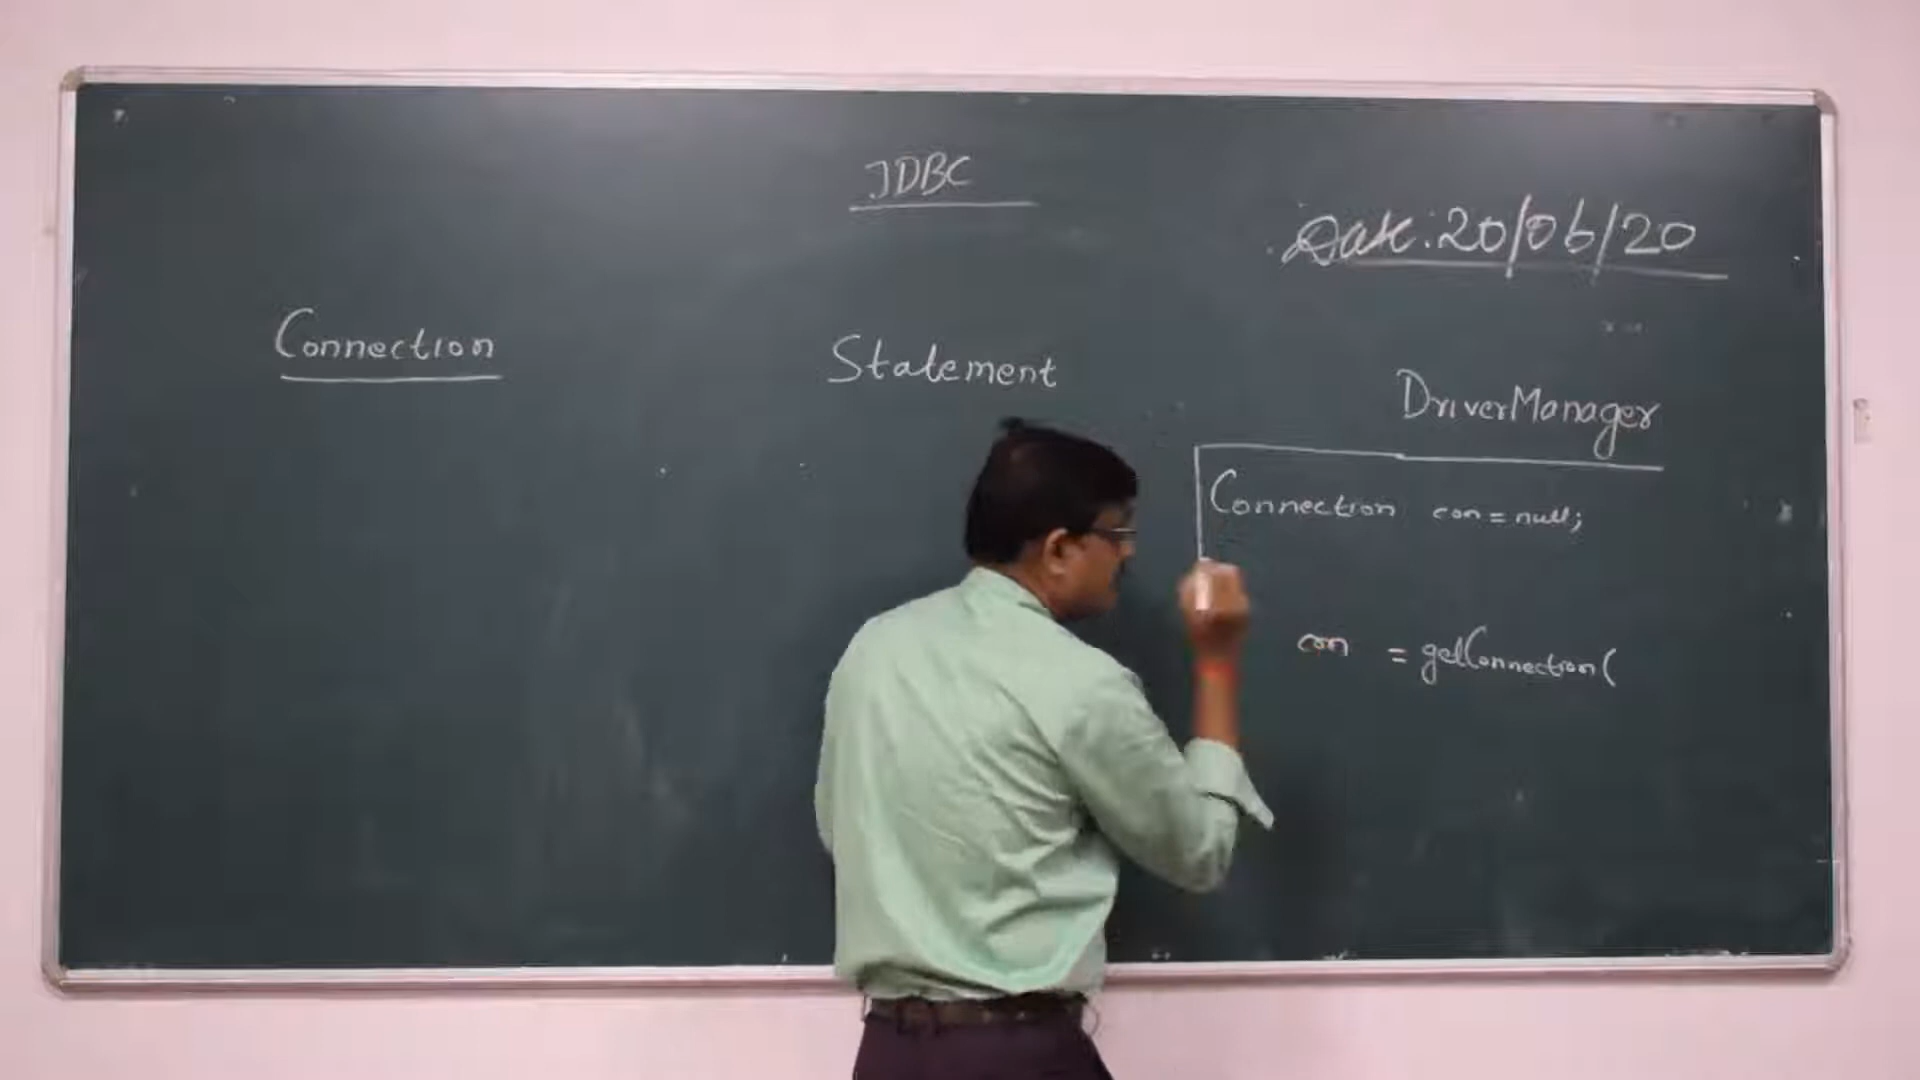 JDBC
Date: 20/06/20
Connection
Statement
DriverManager
Connection con = null;
con = getConnection(